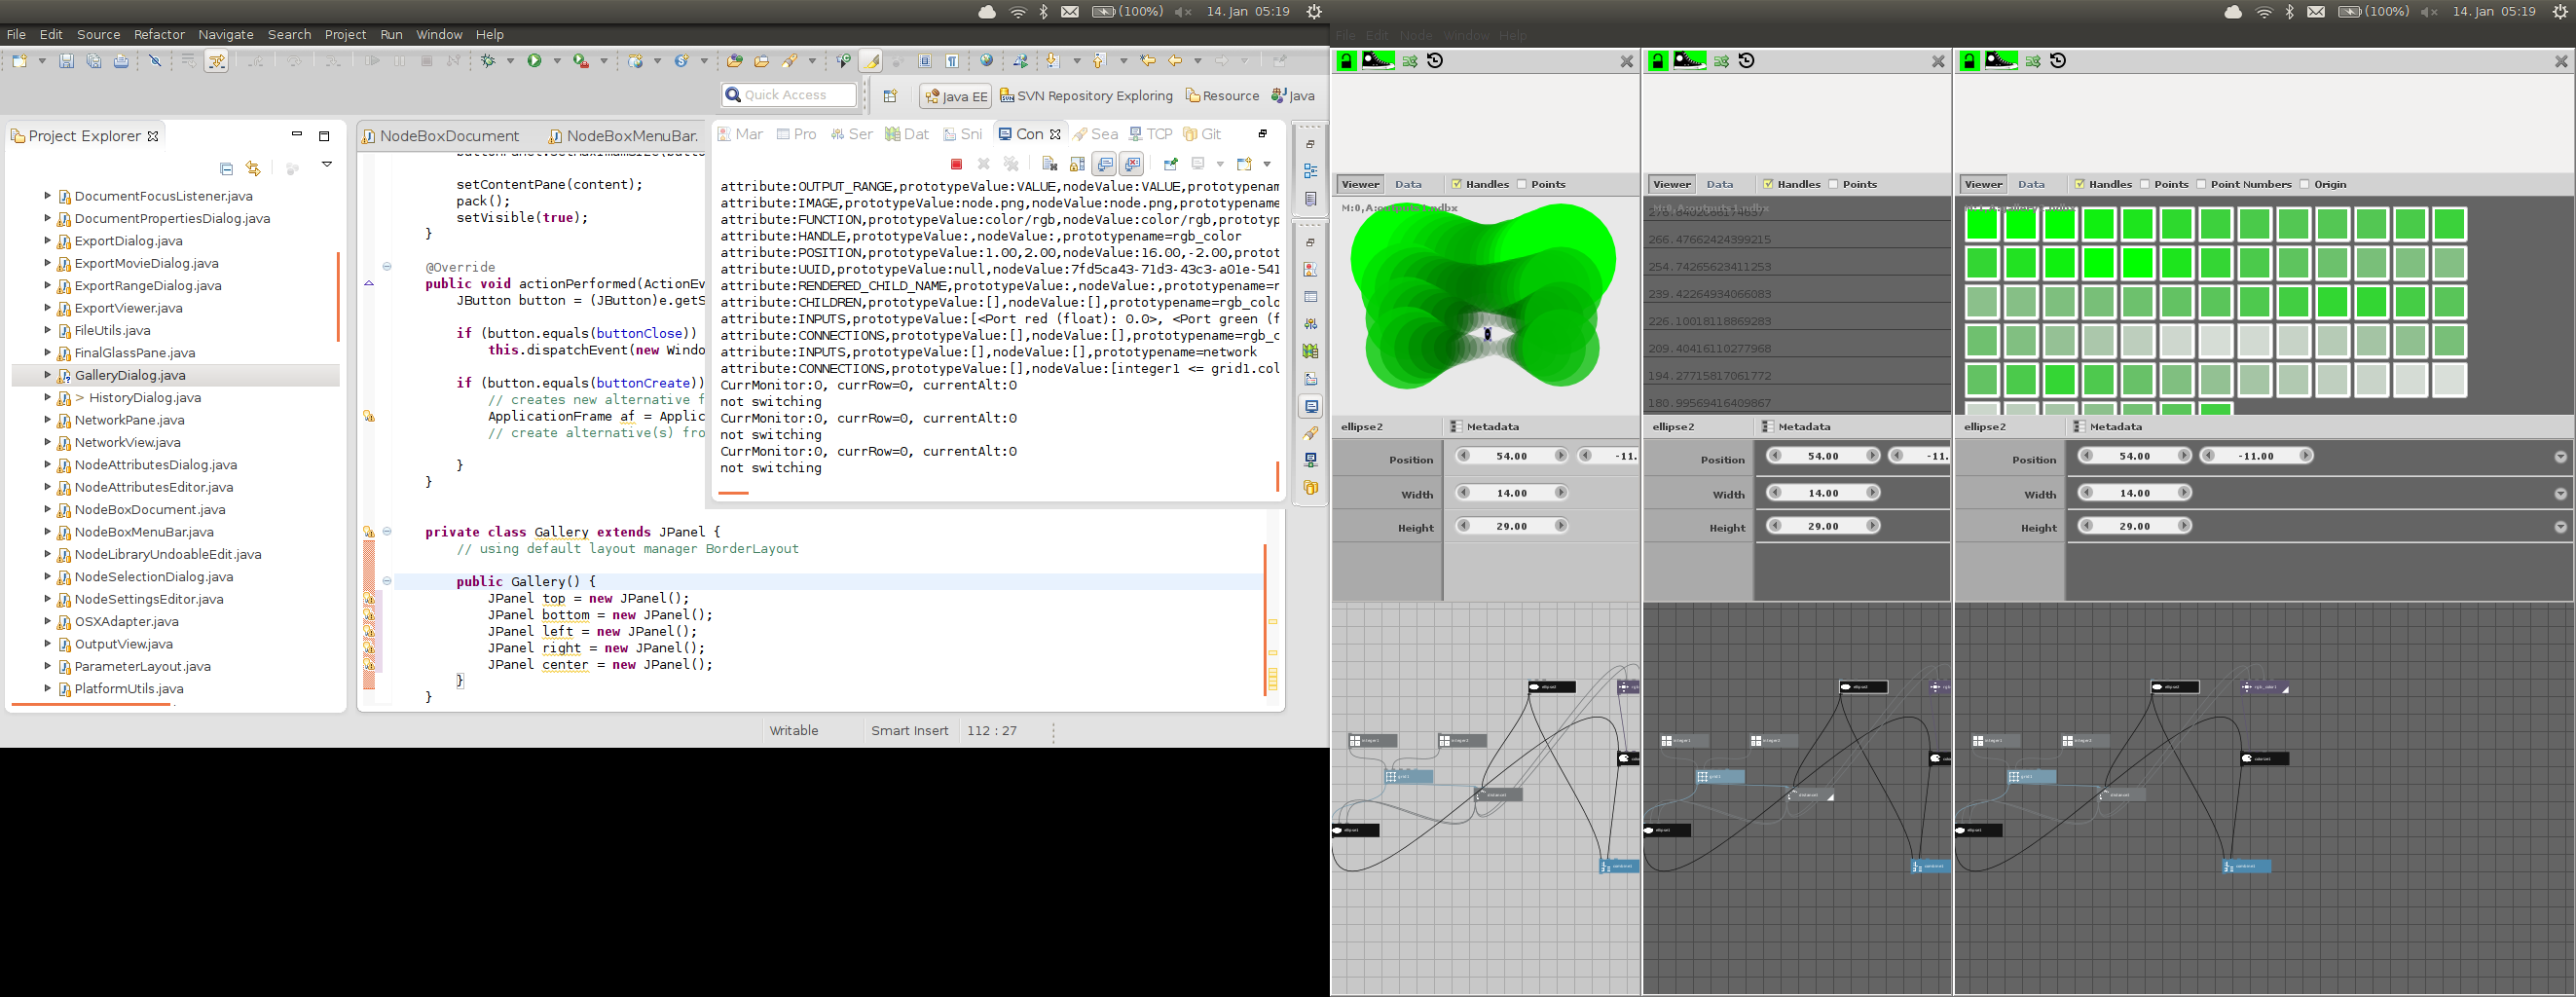 (100%) 14. Jan 05:19
File Edit Source Refactor Navigate Search Project Run Window Help
Quick Access Java EE SVN Repository Exploring Resource Java
Project Explorer
DocumentFocusListener.java
DocumentPropertiesDialog.java
ExportDialog.java
ExportMovieDialog.java
ExportRangeDialog.java
ExportViewer.java
FileUtils.java
FinalGlassPane.java
GalleryDialog.java
> HistoryDialog.java
NetworkPane.java
NetworkView.java
NodeAttributesDialog.java
NodeAttributesEditor.java
NodeBoxDocument.java
NodeBoxMenuBar.java
NodeLibraryUndoableEdit.java
NodeSelectionDialog.java
NodeSettingsEditor.java
OSXAdapter.java
OutputView.java
ParameterLayout.java
PlatformUtils.java
NodeBoxDocument NodeBoxMenuBar.
setContentPane(content);
pack();
setVisible(true);
}
@Override
public void actionPerformed(ActionEv
JButton button = (JButton)e.getS
if (button.equals(buttonClose))
this.dispatchEvent(new Windo
if (button.equals(buttonCreate))
// creates new alternative f
ApplicationFrame af = Applic
// create alternative(s) fro
}
}
private class Gallery extends JPanel {
// using default layout manager BorderLayout
public Gallery() {
JPanel top = new JPanel();
JPanel bottom = new JPanel();
JPanel left = new JPanel();
JPanel right = new JPanel();
JPanel center = new JPanel();
}
}
Mar Pro Ser Dat Sni Con Sea TCP Git
attribute:OUTPUT_RANGE,prototypeValue:VALUE,nodeValue:VALUE,prototypenam
attribute:IMAGE,prototypeValue:node.png,nodeValue:node.png,prototypename
attribute:FUNCTION,prototypeValue:color/rgb,nodeValue:color/rgb,prototyp
attribute:HANDLE,prototypeValue:,nodeValue:,prototypename=rgb_color
attribute:POSITION,prototypeValue:1.00,2.00,nodeValue:16.00,-2.00,protot
attribute:UUID,prototypeValue:null,nodeValue:7fd5ca43-71d3-43c3-a01e-541
attribute:RENDERED_CHILD_NAME,prototypeValue:,nodeValue:,prototypename=r
attribute:CHILDREN,prototypeValue:[],nodeValue:[],prototypename=rgb_colo
attribute:INPUTS,prototypeValue:[<Port red (float): 0.0>, <Port green (f
attribute:CONNECTIONS,prototypeValue:[],nodeValue:[],prototypename=rgb_c
attribute:INPUTS,prototypeValue:[],nodeValue:[],prototypename=network
attribute:CONNECTIONS,prototypeValue:[],nodeValue:[integer1 <= grid1.col
CurrMonitor:0, currRow=0, currentAlt:0
not switching
CurrMonitor:0, currRow=0, currentAlt:0
not switching
CurrMonitor:0, currRow=0, currentAlt:0
not switching
Writable Smart Insert 112 : 27
(100%) 14. Jan 05:19
File Edit Node Window Help
Viewer Data Handles Points
ellipse2 Metadata
Position 54.00 -11.
Width 14.00
Height 29.00
Viewer Data Handles Points
266.47662424399215
254.74265623411253
239.42264934066083
226.10018118869283
209.40416110277968
194.27715817061772
180.99569416409867
ellipse2 Metadata
Position 54.00 -11.
Width 14.00
Height 29.00
Viewer Data Handles Points Point Numbers Origin
ellipse2 Metadata
Position 54.00 -11.00
Width 14.00
Height 29.00